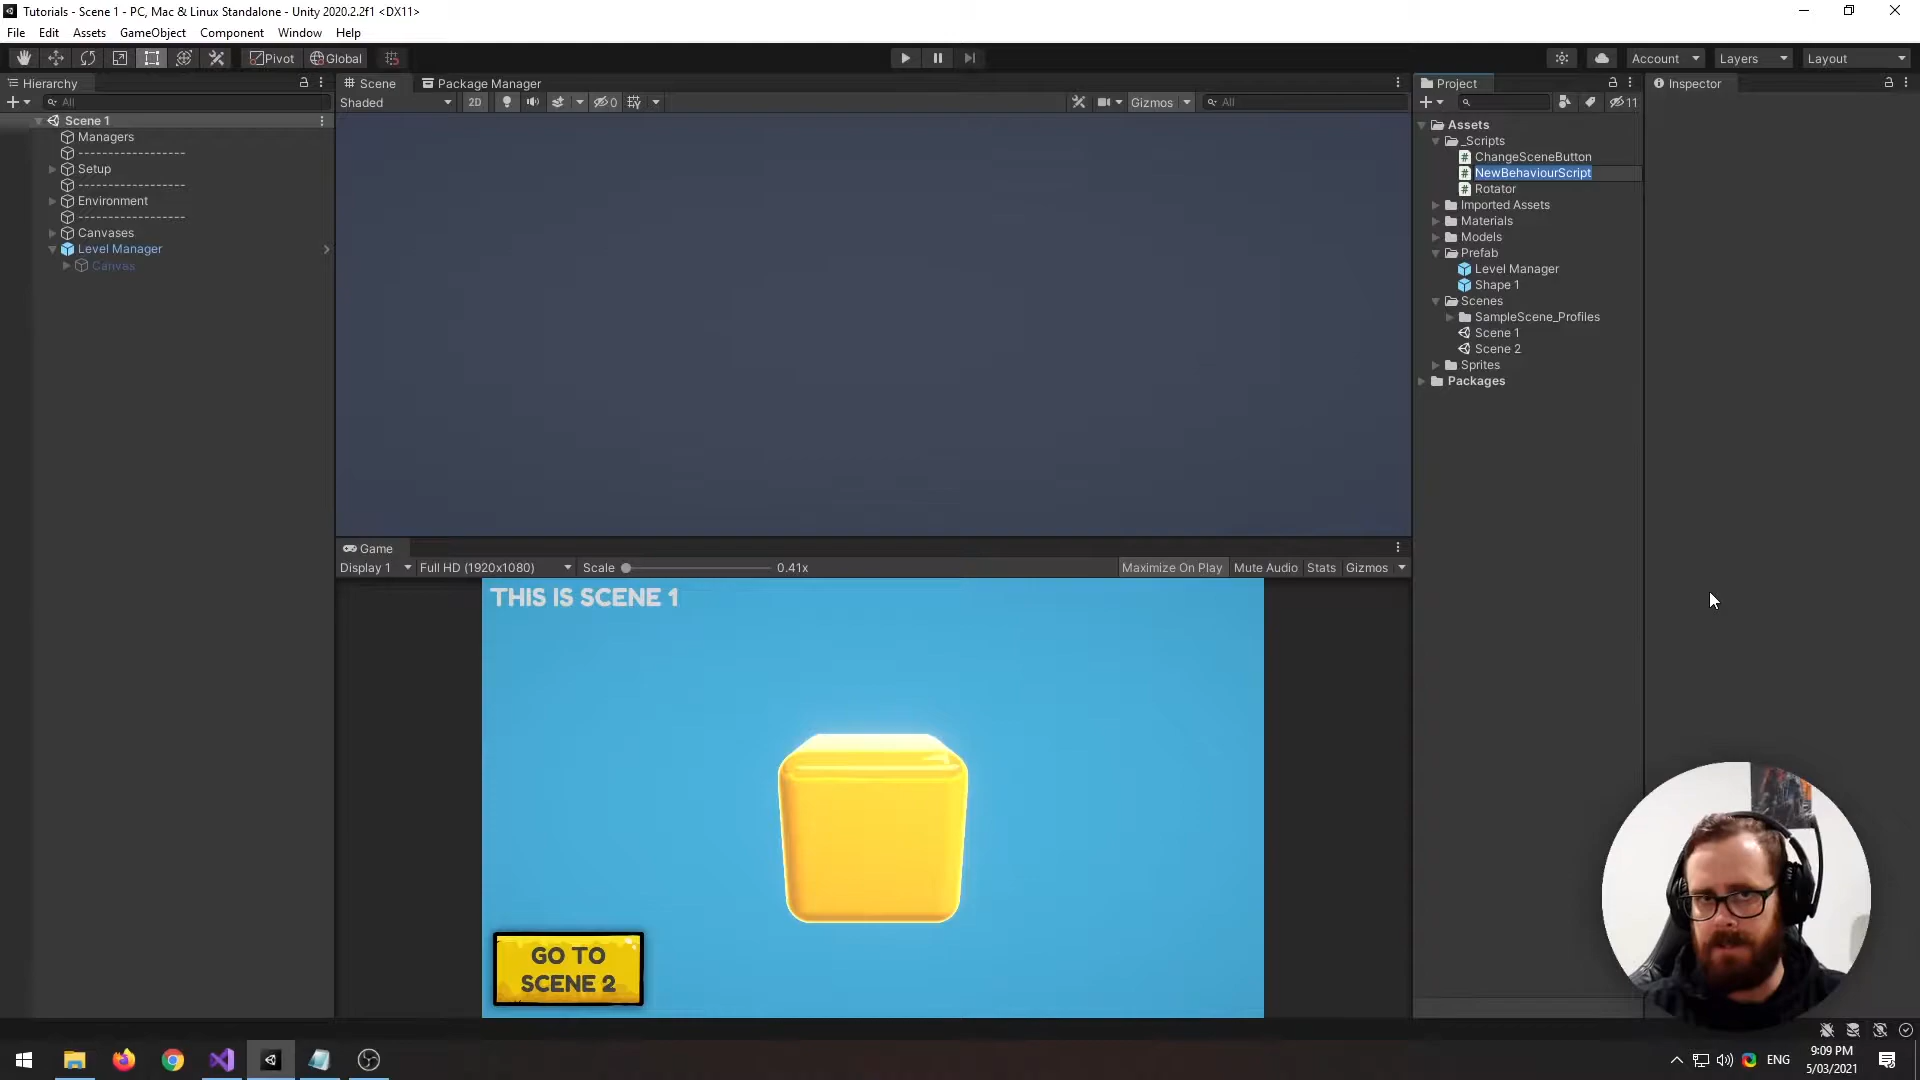 Tutorials - Scene 1 - PC, Mac & Linux Standalone - Unity 2020.2.2f1 <DX11>
File Edit Assets GameObject Component Window Help
Pivot Global Account Layers Layout
Hierarchy Scene Package Manager Project Inspector
All Shaded 2D 0 Gizmos All 11
Scene 1
Managers
------------------
Setup
------------------
Environment
------------------
Canvases
Level Manager
Canvas
Assets
_Scripts
ChangeSceneButton
NewBehaviourScript
Rotator
Imported Assets
Materials
Models
Prefab
Level Manager
Shape 1
Scenes
SampleScene_Profiles
Scene 1
Scene 2
Sprites
Packages
Game
Display 1 Full HD (1920x1080) Scale 0.41x Maximize On Play Mute Audio Stats Gizmos
THIS IS SCENE 1
GO TO
SCENE 2
ENG
9:09 PM
5/03/2021